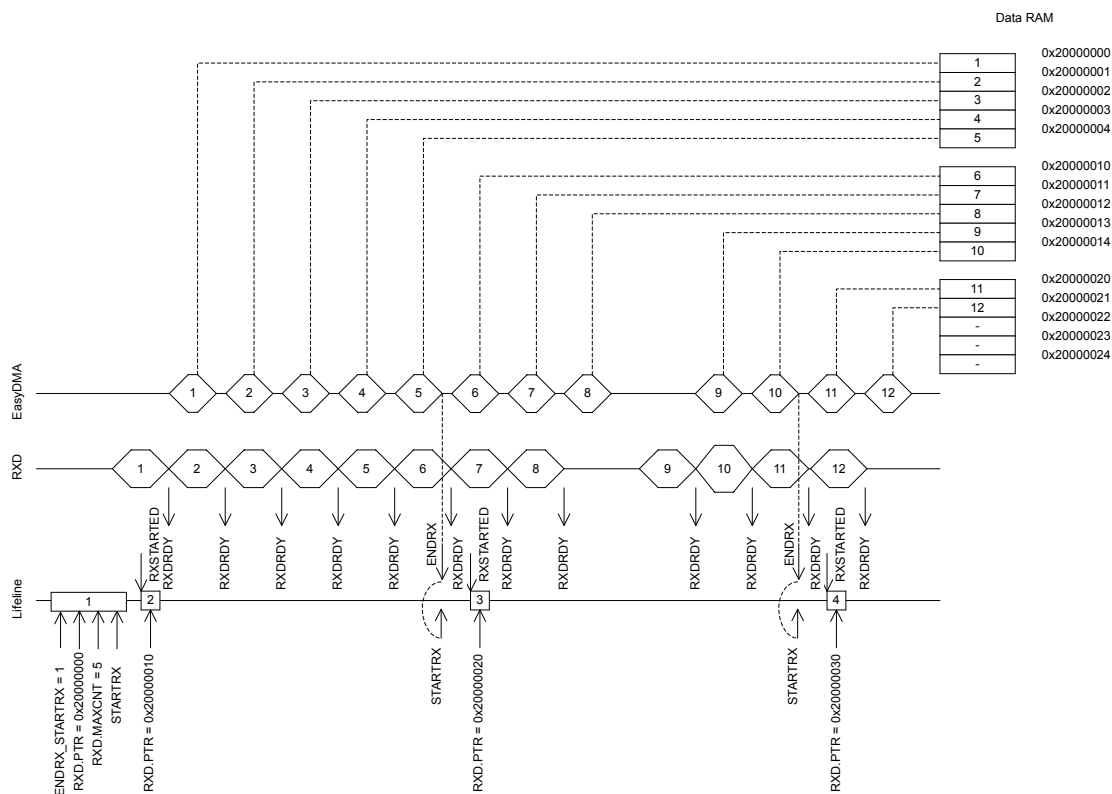 Data RAM
0x20000000
1
0x20000001
2
0x20000002
3
0x20000003
4
0x20000004
5
0x20000010
6
0x20000011
7
0x20000012
8
0x20000013
9
0x20000014
10
0x20000020
11
0x20000021
12
0x20000022
-
0x20000023
-
0x20000024
-
EasyDMA
1 2 3 4 5 6 7 8 9 10 11 12
RXD
1 2 3 4 5 6 7 8 9 10 11 12
RXSTARTED
RXDRDY
RXDRDY
RXDRDY
RXDRDY
RXDRDY
ENDRX
RXDRDY
RXSTARTED
RXDRDY
RXDRDY
RXDRDY
RXDRDY
ENDRX
RXDRDY
RXSTARTED
RXDRDY
Lifeline
1 2 3 4
ENDRX_STARTRX = 1
RXD.PTR = 0x20000000
RXD.MAXCNT = 5
STARTRX
RXD.PTR = 0x20000010
STARTRX
RXD.PTR = 0x20000020
STARTRX
RXD.PTR = 0x20000030